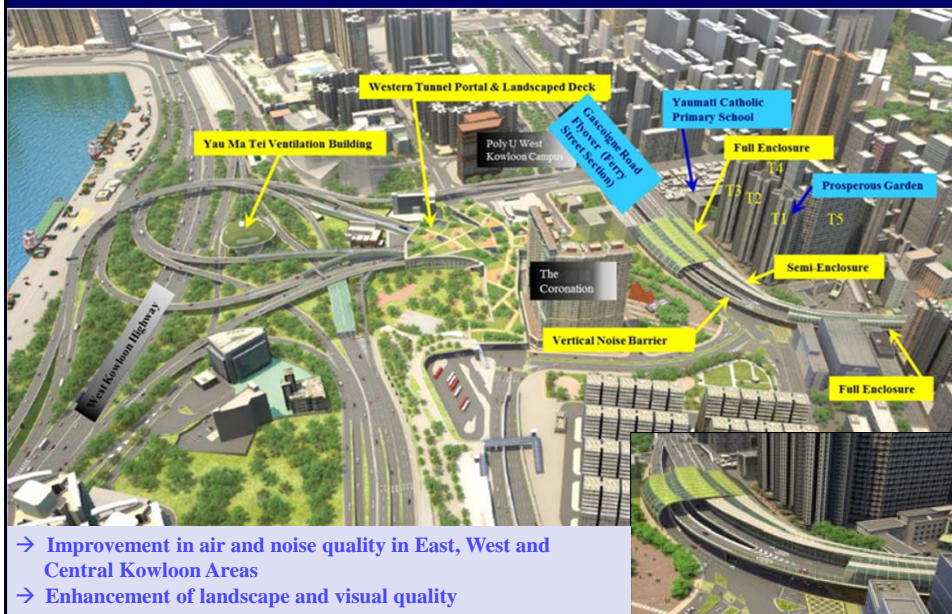 Western Tunnel Portal & Landscaped Deck
Yau Ma Tei Ventilation Building
Poly U West
Kowloon Campus
Gascoigne Road
Flyover (Ferry
Street Section)
Yaumati Catholic
Primary School
Full Enclosure
T4
T3
T2
T1
T5
Prosperous Garden
Semi-Enclosure
The
Coronation
Vertical Noise Barrier
Full Enclosure
West Kowloon Highway
→ Improvement in air and noise quality in East, West and
Central Kowloon Areas
→ Enhancement of landscape and visual quality